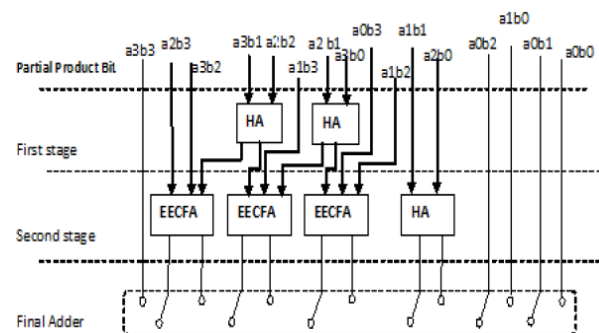 a3b3 a2b3 a3b2 a3b1 a2b2 a1b3 a2 b1 a3b0 a0b3 a1b2 a1b1 a2b0 a0b2 a1b0 a0b1 a0b0
Partial Product Bit
HA HA
First stage
EECFA EECFA EECFA HA
Second stage
Final Adder